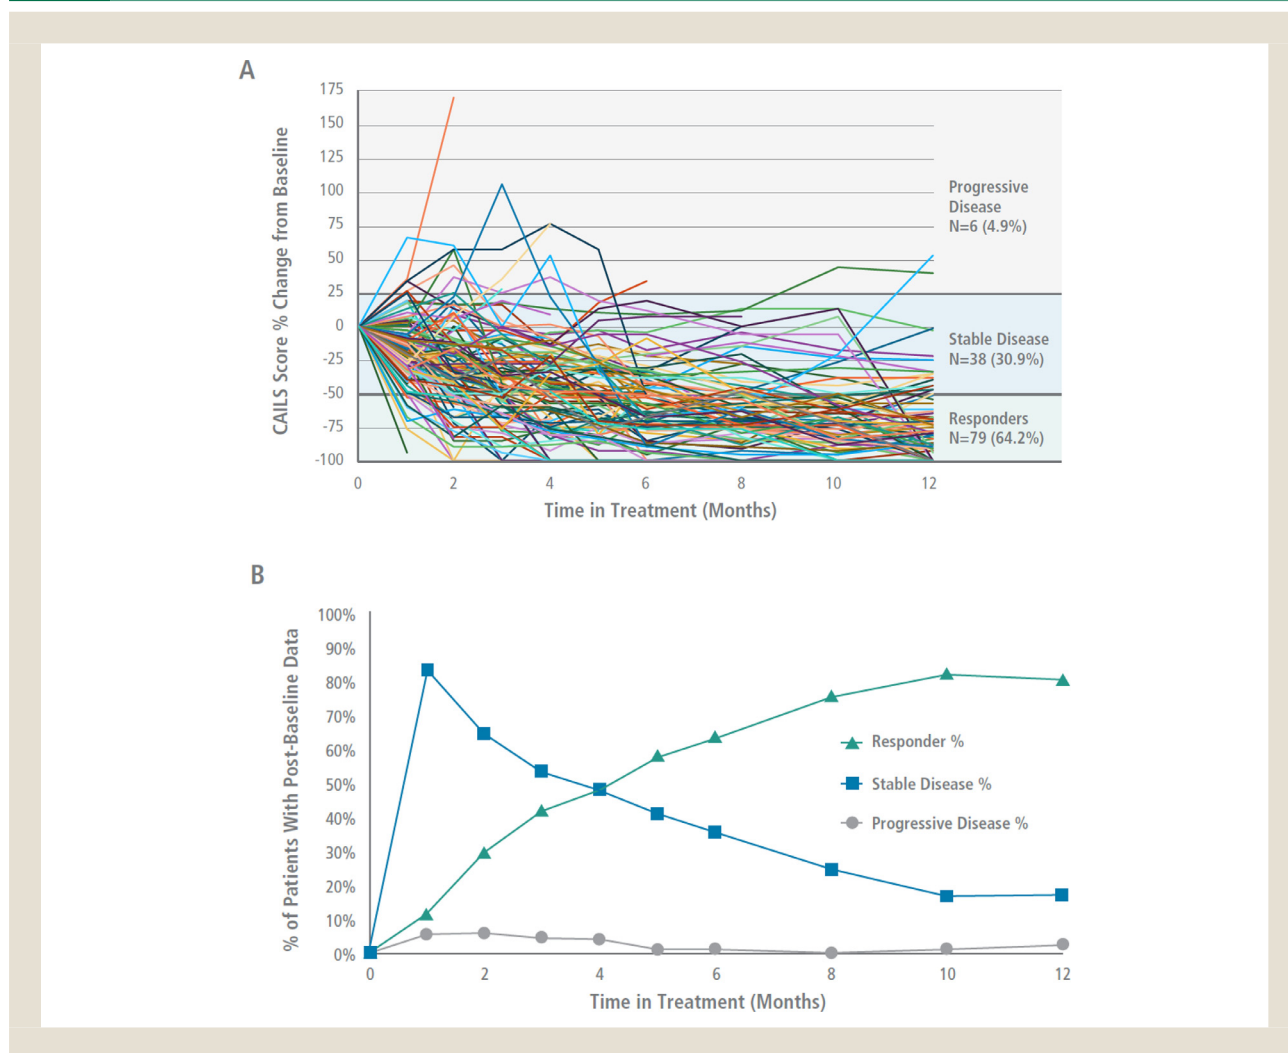 A
175
150
125
100
75
50
25
0
-25
-50
-75
-100
CAILS Score % Change from Baseline
Progressive
Disease
N=6 (4.9%)
Stable Disease
N=38 (30.9%)
Responders
N=79 (64.2%)
0 2 4 6 8 10 12
Time in Treatment (Months)
B
100%
90%
80%
70%
60%
50%
40%
30%
20%
10%
0%
% of Patients With Post-Baseline Data
Responder %
Stable Disease %
Progressive Disease %
0 2 4 6 8 10 12
Time in Treatment (Months)